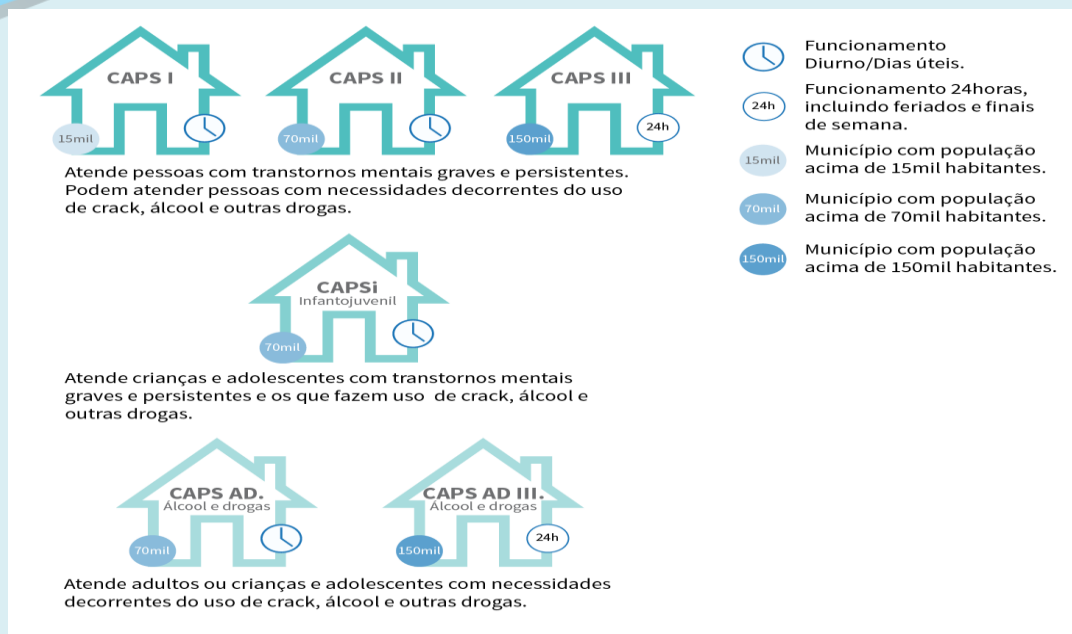 CAPS I
15mil
CAPS II
70mil
CAPS III
150mil
24h
Atende pessoas com transtornos mentais graves e persistentes.
Podem atender pessoas com necessidades decorrentes do uso
de crack, álcool e outras drogas.
CAPSi
Infantojuvenil
70mil
Atende crianças e adolescentes com transtornos mentais
graves e persistentes e os que fazem uso de crack, álcool e
outras drogas.
CAPS AD.
Álcool e drogas
70mil
CAPS AD III.
Álcool e drogas
150mil
24h
Atende adultos ou crianças e adolescentes com necessidades
decorrentes do uso de crack, álcool e outras drogas.
Funcionamento
Diurno/Dias úteis.
24h
Funcionamento 24horas,
incluindo feriados e finais
de semana.
15mil
Município com população
acima de 15mil habitantes.
70mil
Município com população
acima de 70mil habitantes.
150mil
Município com população
acima de 150mil habitantes.